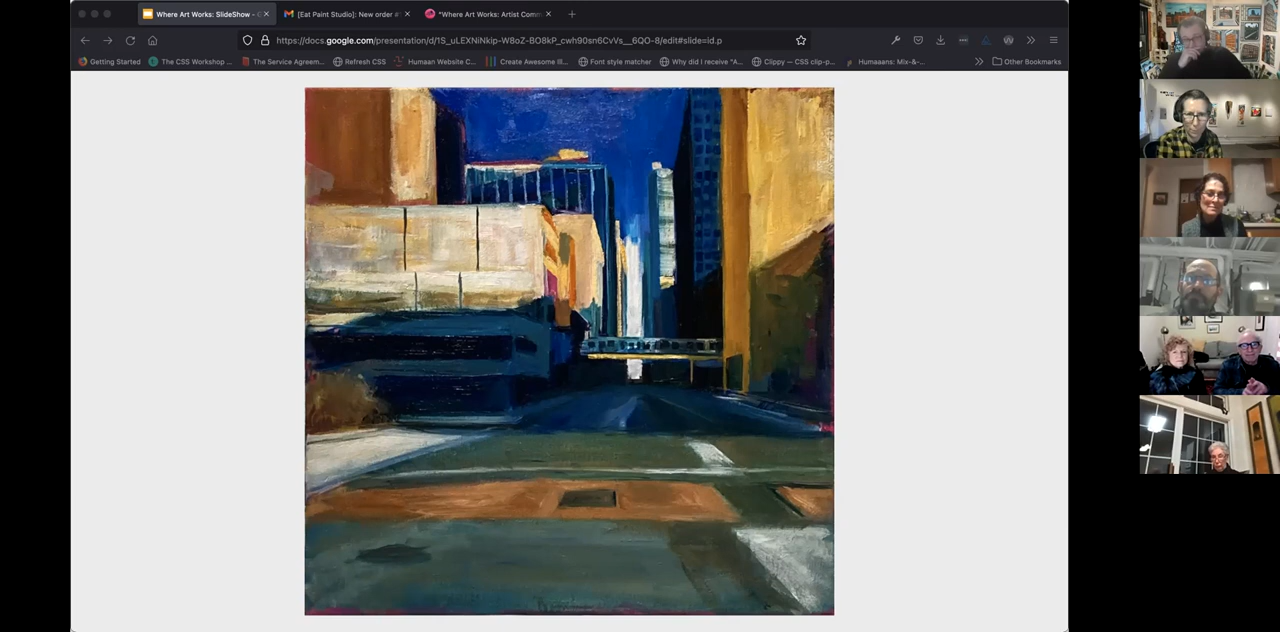 Where Art Works: SlideShow - G
[Eat Paint Studio]: New order #
"Where Art Works: Artist Com
https://docs.google.com/presentation/d/1S_uLEXNiNkip-W8oZ-BO8kP_cwh90sn6CvVs__6QO-8/edit#slide=id.p
Getting Started
The CSS Workshop ...
The Service Agreem...
Refresh CSS
Humaan Website C...
Create Awesome Ill...
Font style matcher
Why did I receive "A...
Clippy — CSS clip-p...
Humaaans: Mix-&-...
Other Bookmarks